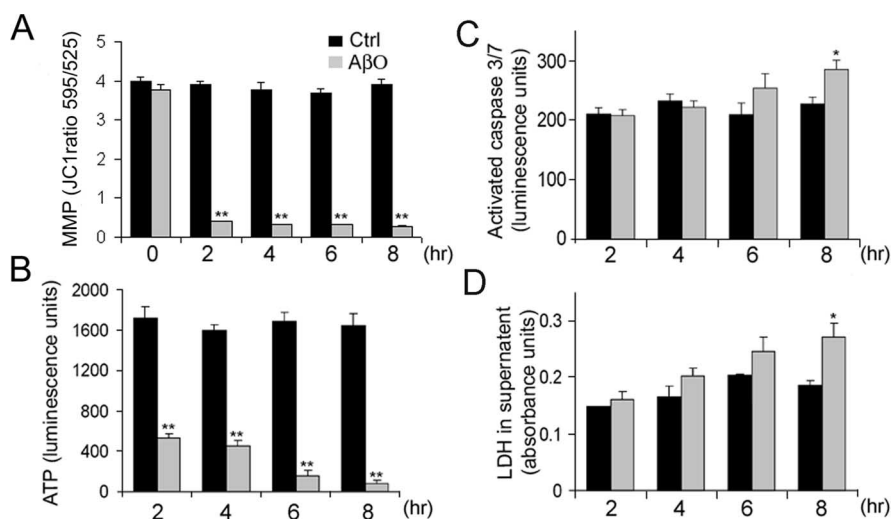 A
MMP (JC1ratio 595/525)
5
4
3
2
1
0
Ctrl
AβO
**
**
**
**
0 2 4 6 8 (hr)
B
ATP (luminescence units)
2000
1600
1200
800
400
0
**
**
**
**
2 4 6 8 (hr)
C
Activated caspase 3/7
(luminescence units)
300
200
100
0
*
2 4 6 8 (hr)
D
LDH in supernatent
(absorbance units)
0.3
0.2
0.1
0
*
2 4 6 8 (hr)